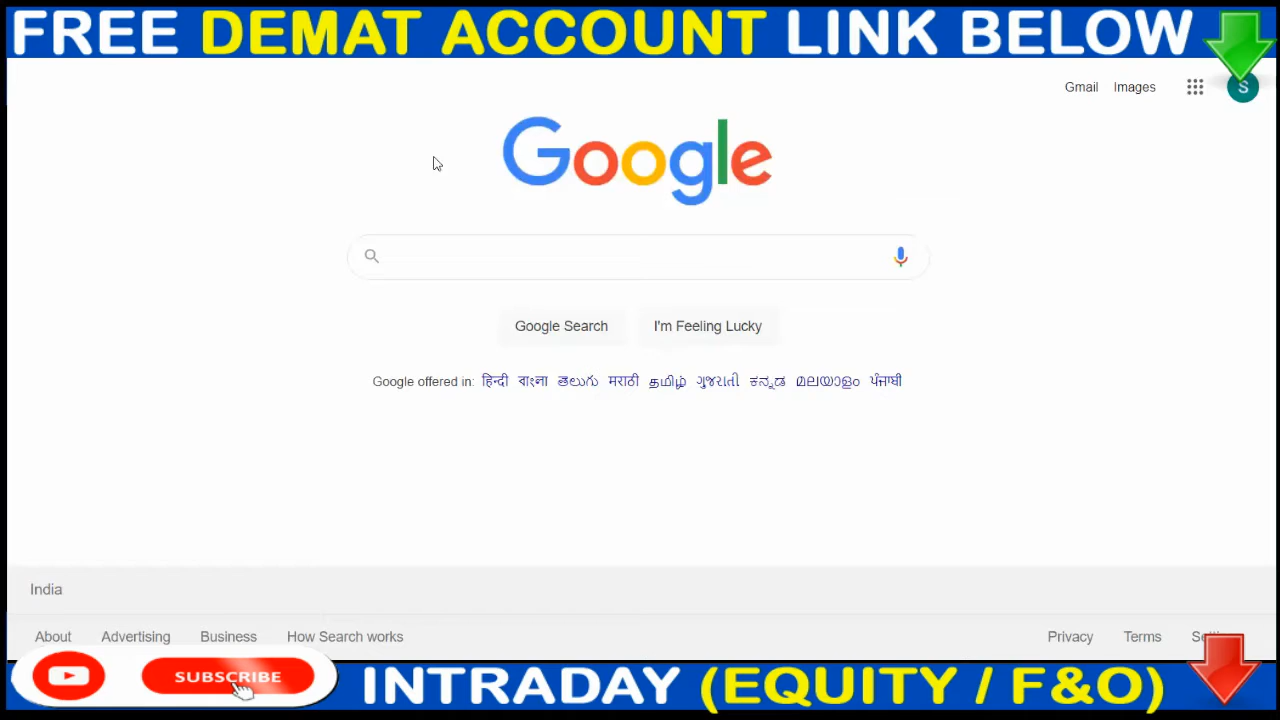 FREE DEMAT ACCOUNT LINK BELOW
Gmail Images S
Google
Google Search I'm Feeling Lucky
Google offered in: हिन्दी বাংলা తెలుగు मराठी தமிழ் ગુજરાતી ಕನ್ನಡ മലയാളം ਪੰਜਾਬੀ
India
About Advertising Business How Search works Privacy Terms
SUBSCRIBE
INTRADAY (EQUITY / F&O)